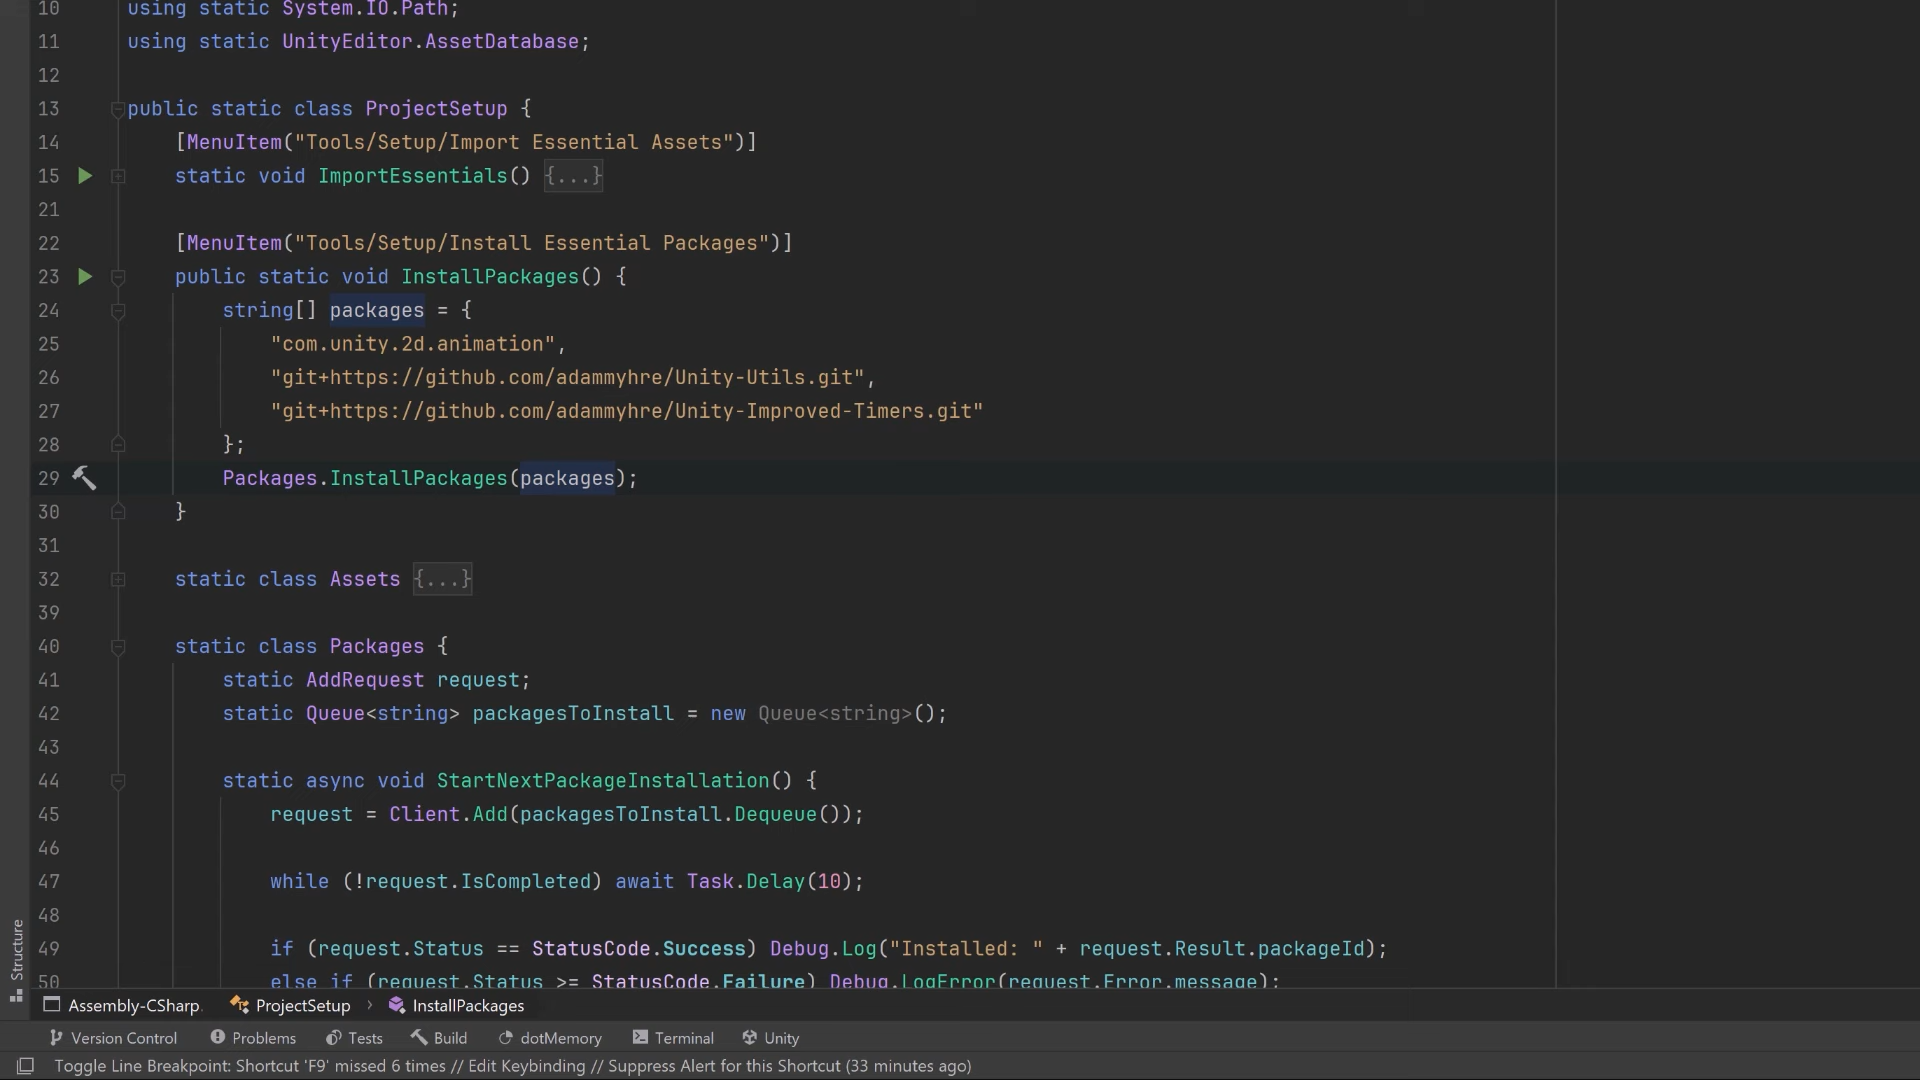 10 using static System.IO.Path;
11 using static UnityEditor.AssetDatabase;
12
13 public static class ProjectSetup {
14 [MenuItem("Tools/Setup/Import Essential Assets")]
15 static void ImportEssentials() {...}
21
22 [MenuItem("Tools/Setup/Install Essential Packages")]
23 public static void InstallPackages() {
24 string[] packages = {
25 "com.unity.2d.animation",
26 "git+https://github.com/adammyhre/Unity-Utils.git",
27 "git+https://github.com/adammyhre/Unity-Improved-Timers.git"
28 };
29 Packages.InstallPackages(packages);
30 }
31
32 static class Assets {...}
39
40 static class Packages {
41 static AddRequest request;
42 static Queue<string> packagesToInstall = new Queue<string>();
43
44 static async void StartNextPackageInstallation() {
45 request = Client.Add(packagesToInstall.Dequeue());
46
47 while (!request.IsCompleted) await Task.Delay(10);
48
49 if (request.Status == StatusCode.Success) Debug.Log("Installed: " + request.Result.packageId);
50 else if (request.Status >= StatusCode.Failure) Debug.LogError(request.Error.message);
Structure
Assembly-CSharp. ProjectSetup › InstallPackages
Version Control Problems Tests Build dotMemory Terminal Unity
Toggle Line Breakpoint: Shortcut 'F9' missed 6 times // Edit Keybinding // Suppress Alert for this Shortcut (33 minutes ago)